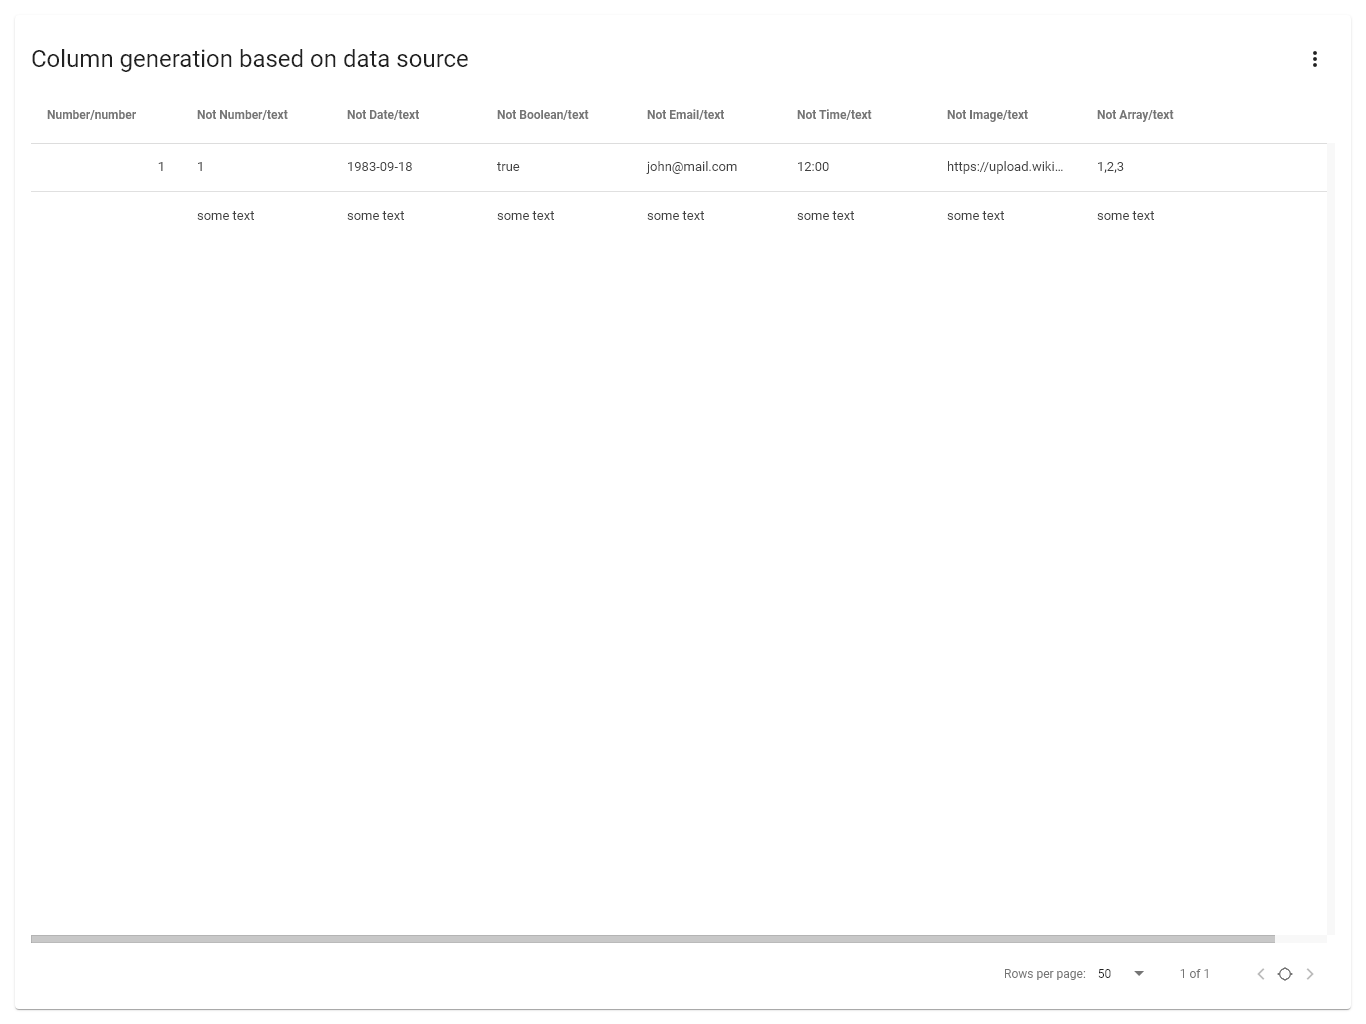 Column generation based on data source
Number/number Not Number/text Not Date/text Not Boolean/text Not Email/text Not Time/text Not Image/text Not Array/text
1 1 1983-09-18 true john@mail.com 12:00 https://upload.wiki... 1,2,3
some text some text some text some text some text some text some text
Rows per page: 50 1 of 1